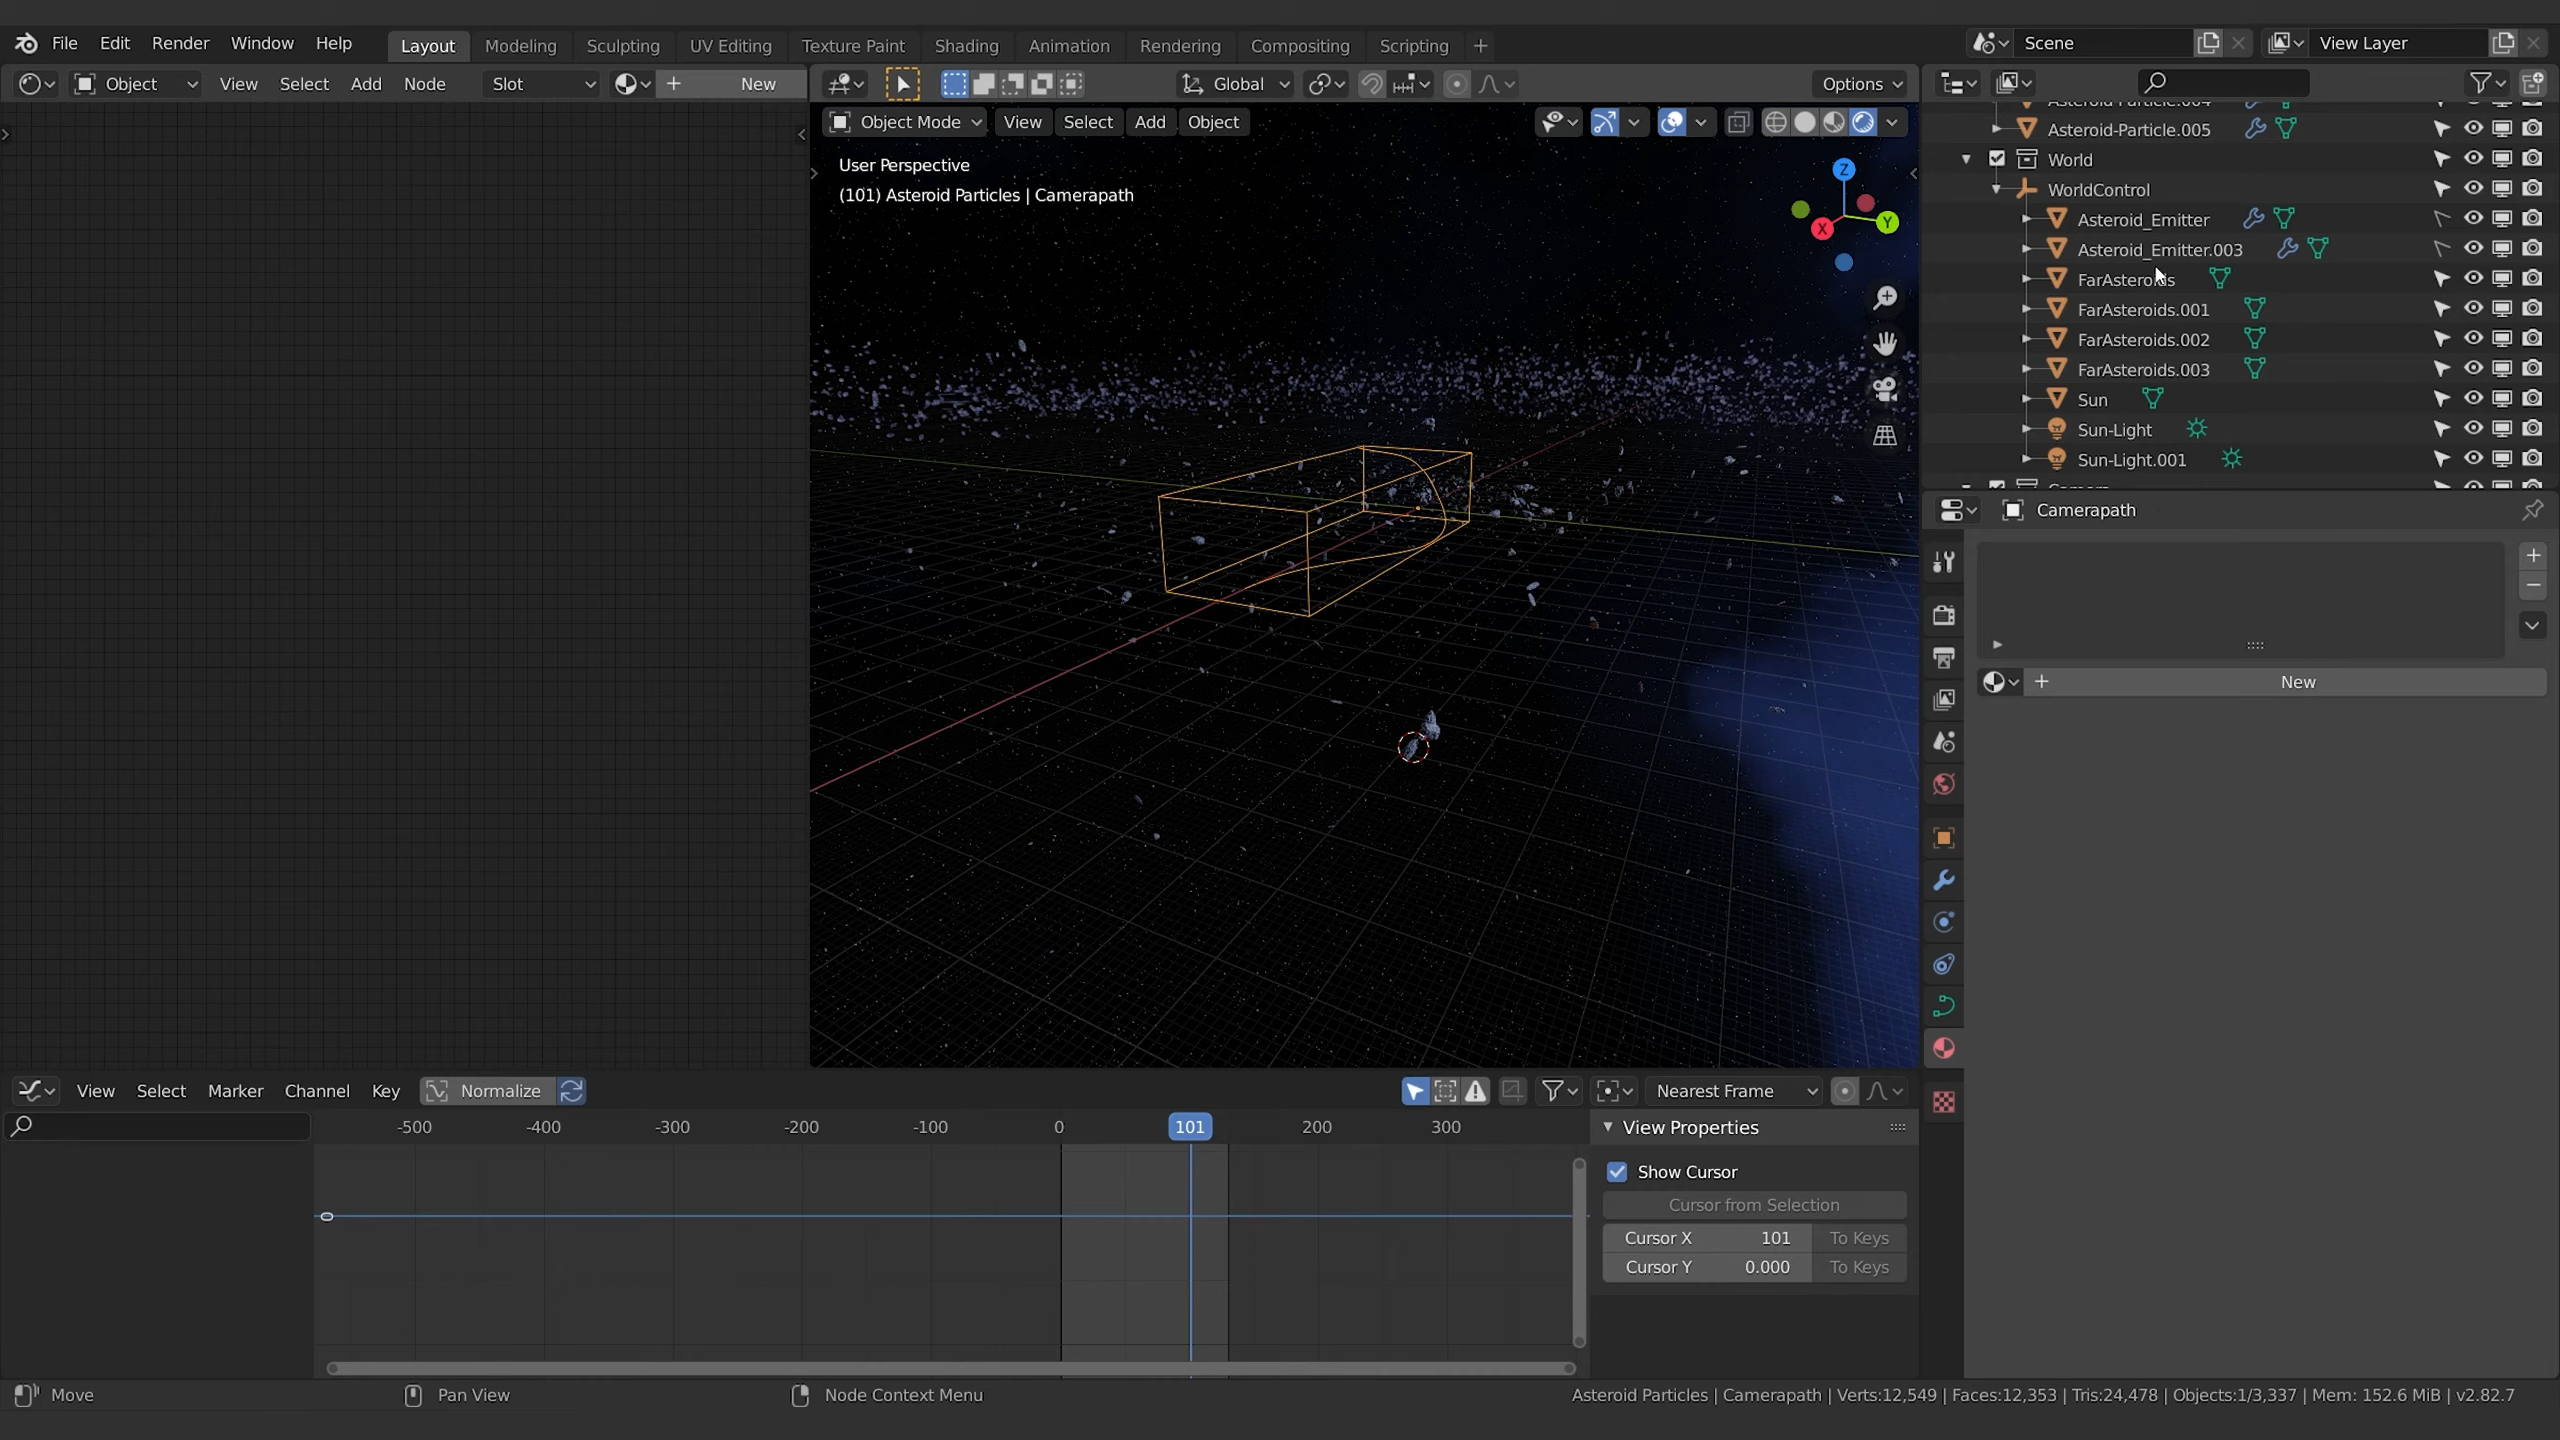 File Edit Render Window Help Layout Modeling Sculpting UV Editing Texture Paint Shading Animation Rendering Compositing Scripting + Scene View Layer
Object View Select Add Node Slot New Global Options
Object Mode View Select Add Object
User Perspective
(101) Asteroid Particles | Camerapath
Z
Y
X
Asteroid-Particle.004
Asteroid-Particle.005
World
WorldControl
Asteroid_Emitter
Asteroid_Emitter.003
FarAsteroids
FarAsteroids.001
FarAsteroids.002
FarAsteroids.003
Sun
Sun-Light
Sun-Light.001
Camerapath
New
View Select Marker Channel Key Normalize Nearest Frame
-500 -400 -300 -200 -100 0 101 200 300
View Properties
Show Cursor
Cursor from Selection
Cursor X 101 To Keys
Cursor Y 0.000 To Keys
Move Pan View Node Context Menu Asteroid Particles | Camerapath | Verts:12,549 | Faces:12,353 | Tris:24,478 | Objects:1/3,337 | Mem: 152.6 MiB | v2.82.7